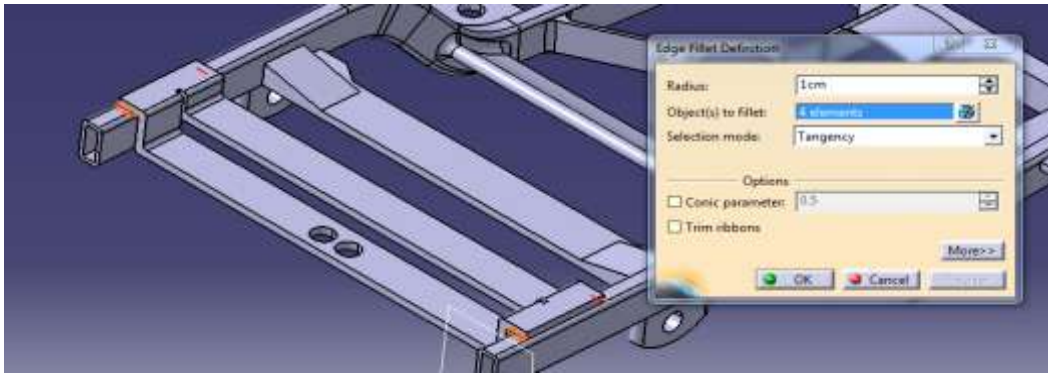 Edge Fillet Definition
Radius: 1cm
Object(s) to fillet: 4 elements
Selection mode: Tangency
Options
Conic parameter: 0.5
Trim ribbons
More>>
OK Cancel